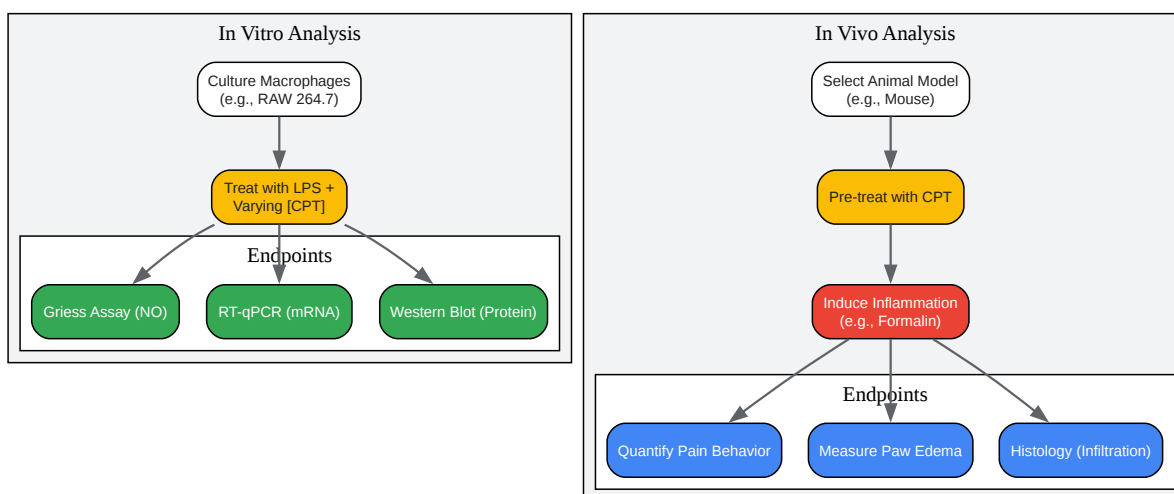 In Vitro Analysis
Culture Macrophages
(e.g., RAW 264.7)
Treat with LPS +
Varying [CPT]
Endpoints
Griess Assay (NO)
RT-qPCR (mRNA)
Western Blot (Protein)
In Vivo Analysis
Select Animal Model
(e.g., Mouse)
Pre-treat with CPT
Induce Inflammation
(e.g., Formalin)
Endpoints
Quantify Pain Behavior
Measure Paw Edema
Histology (Infiltration)